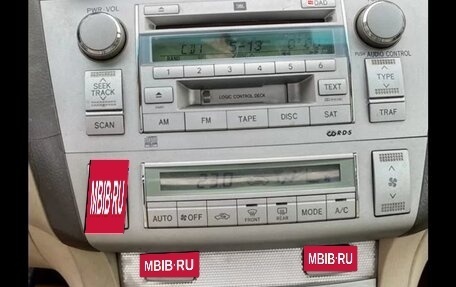 PWR·VOL
JBL
LOAD
CD1 5-13
PUSH AUDIO CONTROL
1 2 3 4 5 6
SEEK TRACK
TYPE
LOGIC CONTROL DECK
TEXT
SCAN
AM FM TAPE DISC SAT
TRAF
RDS
MBIB·RU
230
AUTO OFF FRONT REAR MODE A/C
MBIB·RU
MBIB·RU